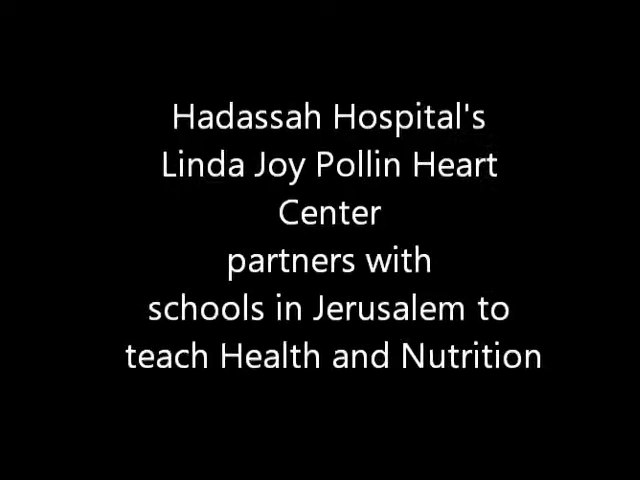 Hadassah Hospital's
Linda Joy Pollin Heart
Center
partners with
schools in Jerusalem to
teach Health and Nutrition